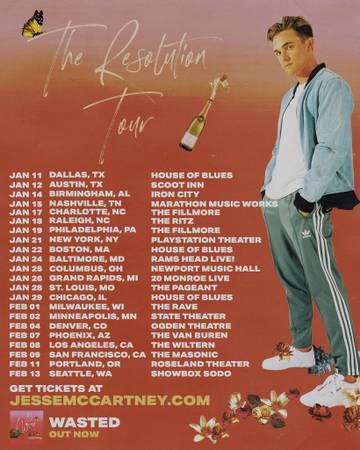 The Resolution
Tour
JAN 11 DALLAS, TX HOUSE OF BLUES
JAN 12 AUSTIN, TX SCOOT INN
JAN 14 BIRMINGHAM, AL IRON CITY
JAN 15 NASHVILLE, TN MARATHON MUSIC WORKS
JAN 17 CHARLOTTE, NC THE FILLMORE
JAN 18 RALEIGH, NC THE RITZ
JAN 19 PHILADELPHIA, PA THE FILLMORE
JAN 21 NEW YORK, NY PLAYSTATION THEATER
JAN 22 BOSTON, MA HOUSE OF BLUES
JAN 24 BALTIMORE, MD RAMS HEAD LIVE!
JAN 25 COLUMBUS, OH NEWPORT MUSIC HALL
JAN 26 GRAND RAPIDS, MI 20 MONROE LIVE
JAN 28 ST. LOUIS, MO THE PAGEANT
JAN 29 CHICAGO, IL HOUSE OF BLUES
FEB 01 MILWAUKEE, WI THE RAVE
FEB 02 MINNEAPOLIS, MN STATE THEATER
FEB 04 DENVER, CO OGDEN THEATRE
FEB 07 PHOENIX, AZ THE VAN BUREN
FEB 08 LOS ANGELES, CA THE WILTERN
FEB 09 SAN FRANCISCO, CA THE MASONIC
FEB 11 PORTLAND, OR ROSELAND THEATER
FEB 13 SEATTLE, WA SHOWBOX SODO
GET TICKETS AT
JESSEMCCARTNEY.COM
WASTED
OUT NOW